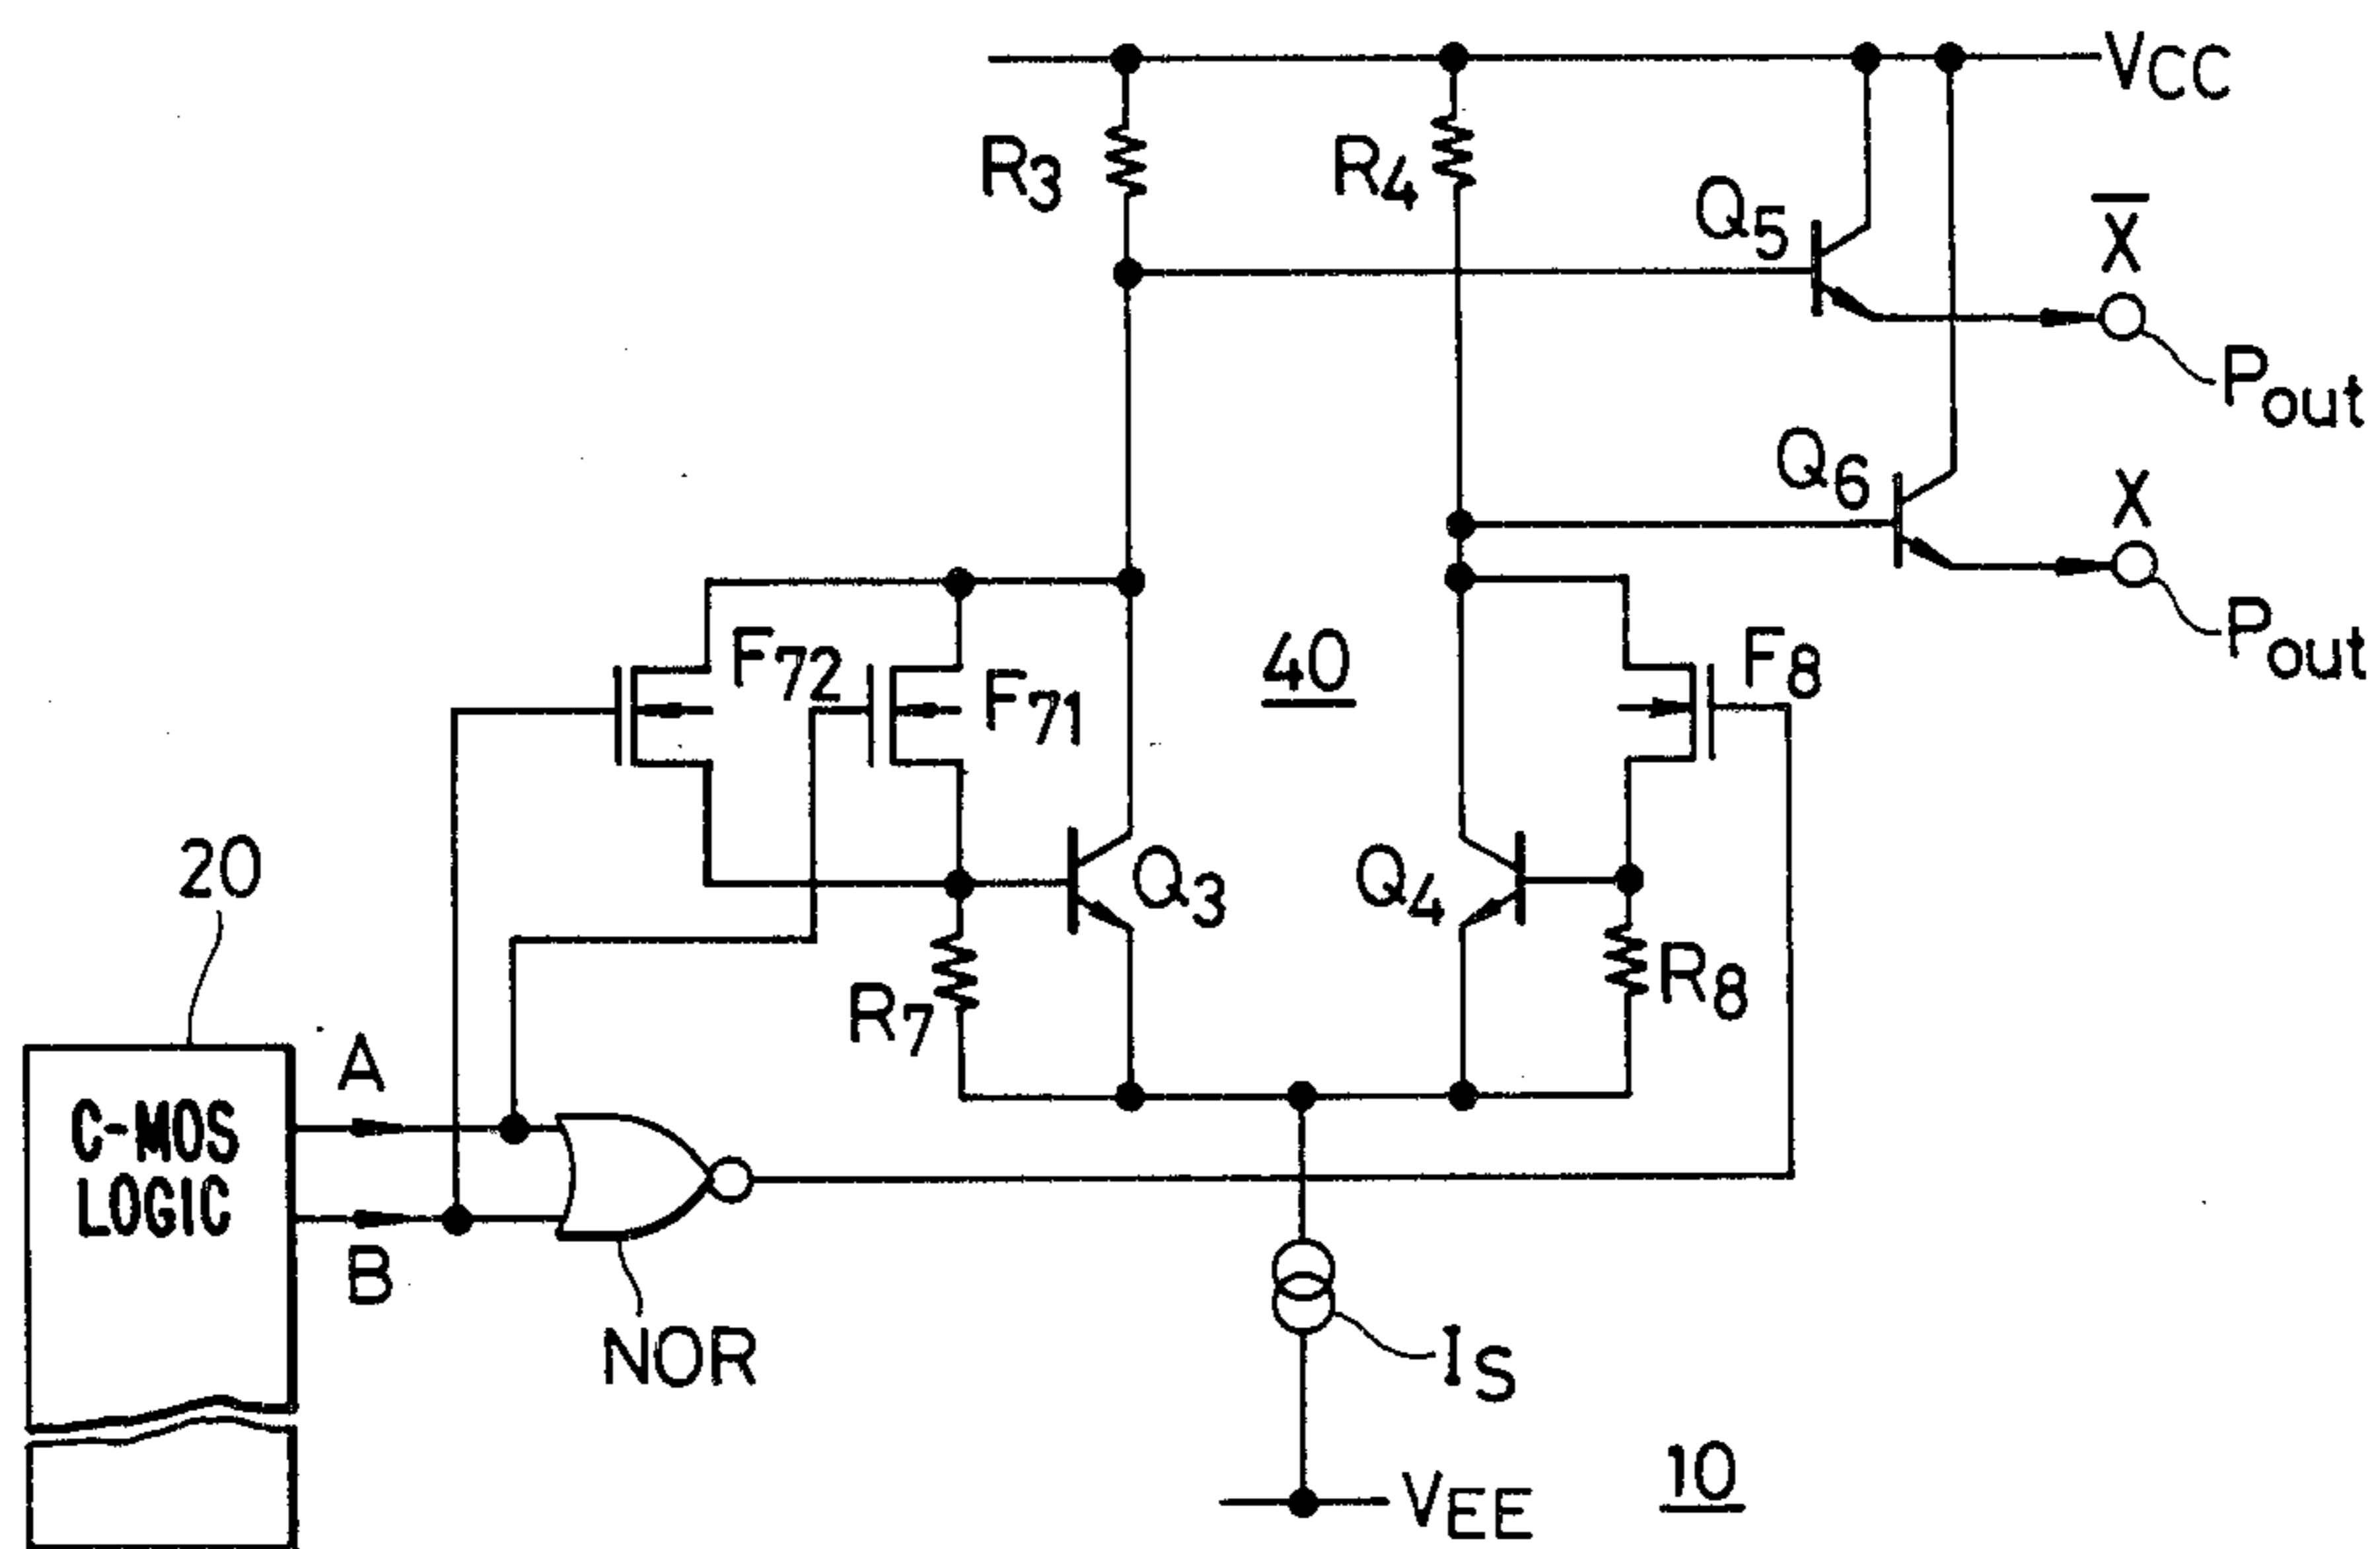 VCC
R3
R4
Q5
X̅
Pout
Q6
X
Pout
F72
F71
40
F8
20
Q3
Q4
R7
R8
A
C-MOS
LOGIC
B
NOR
IS
VEE
10